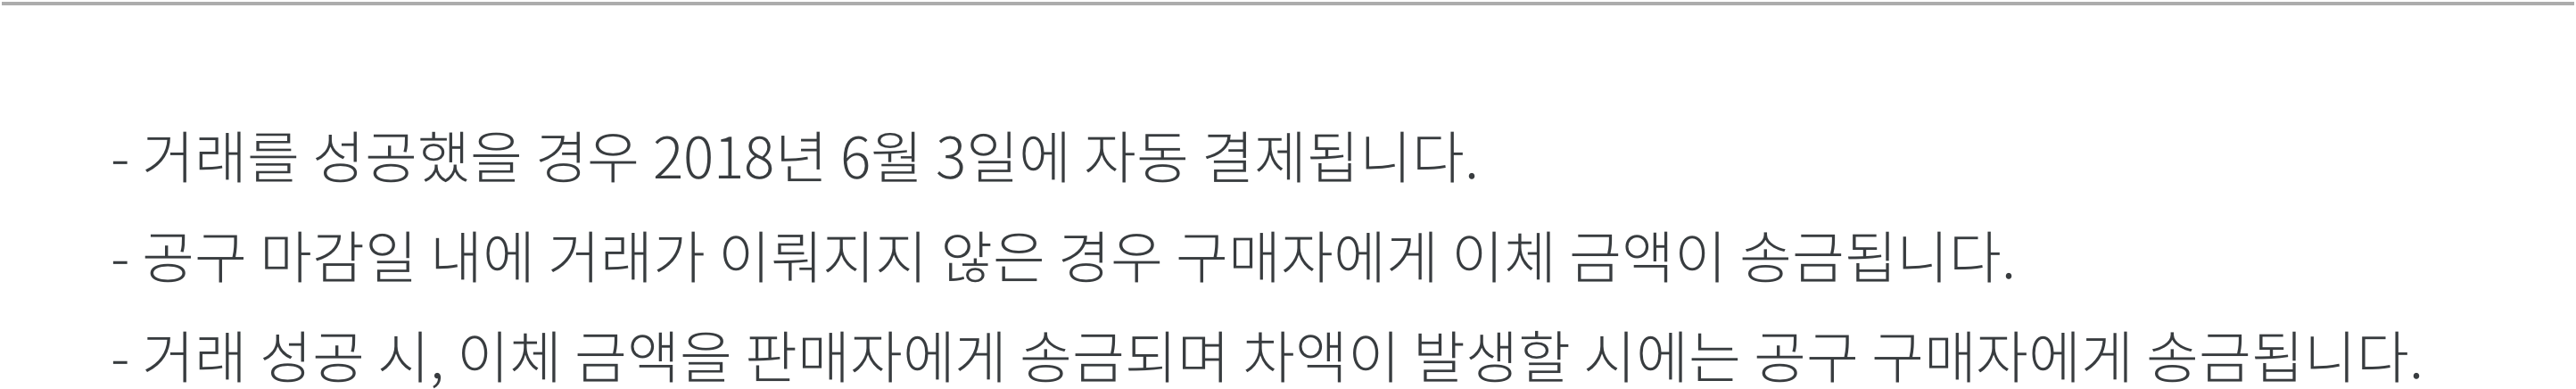 - 거래를 성공했을 경우 2018년 6월 3일에 자동 결제됩니다.
- 공구 마감일 내에 거래가 이뤄지지 않은 경우 구매자에게 이체 금액이 송금됩니다.
- 거래 성공 시, 이체 금액을 판매자에게 송금되며 차액이 발생할 시에는 공구 구매자에게 송금됩니다.